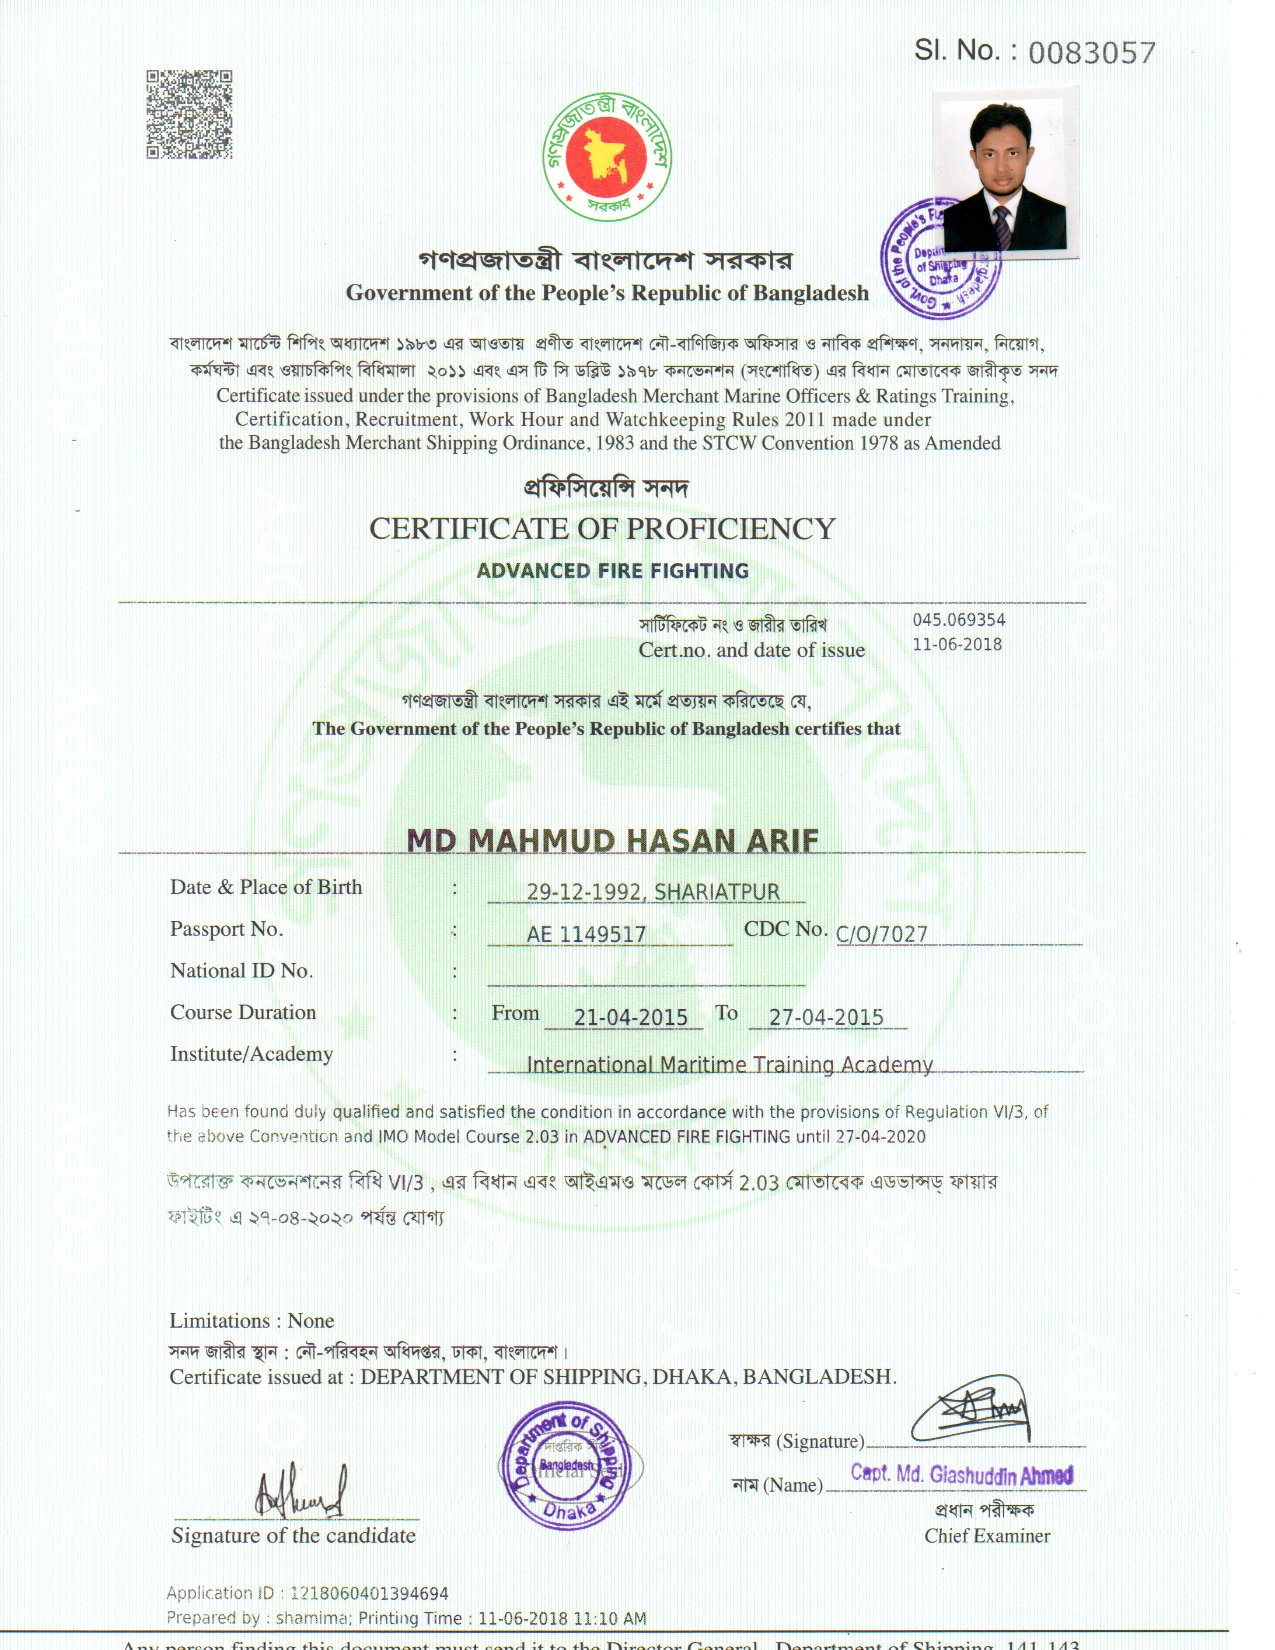 Sl. No. : 0083057
গণপ্রজাতন্ত্রী বাংলাদেশ
সরকার
গণপ্রজাতন্ত্রী বাংলাদেশ সরকার
Government of the People's Republic of Bangladesh
Govt. of the People's
Bangladesh
of Shipping
Dhaka
বাংলাদেশ মার্চেন্ট শিপিং অধ্যাদেশ ১৯৮৩ এর আওতায় প্রণীত বাংলাদেশ নৌ-বাণিজ্যিক অফিসার ও নাবিক প্রশিক্ষণ, সনদায়ন, নিয়োগ,
কর্মঘন্টা এবং ওয়াচকিপিং বিধিমালা ২০১১ এবং এস টি সি ডব্লিউ ১৯৭৮ কনভেনশন (সংশোধিত) এর বিধান মোতাবেক জারীকৃত সনদ
Certificate issued under the provisions of Bangladesh Merchant Marine Officers & Ratings Training,
Certification, Recruitment, Work Hour and Watchkeeping Rules 2011 made under
the Bangladesh Merchant Shipping Ordinance, 1983 and the STCW Convention 1978 as Amended
প্রফিসিয়েন্সি সনদ
CERTIFICATE OF PROFICIENCY
ADVANCED FIRE FIGHTING
সার্টিফিকেট নং ও জারীর তারিখ 045.069354
Cert.no. and date of issue 11-06-2018
গণপ্রজাতন্ত্রী বাংলাদেশ সরকার এই মর্মে প্রত্যয়ন করিতেছে যে,
The Government of the People's Republic of Bangladesh certifies that
MD MAHMUD HASAN ARIF
Date & Place of Birth : 29-12-1992, SHARIATPUR
Passport No. : AE 1149517 CDC No. C/O/7027
National ID No. :
Course Duration : From 21-04-2015 To 27-04-2015
Institute/Academy : International Maritime Training Academy
Has been found duly qualified and satisfied the condition in accordance with the provisions of Regulation VI/3, of
the above Convention and IMO Model Course 2.03 in ADVANCED FIRE FIGHTING until 27-04-2020
উপরোক্ত কনভেনশনের বিধি VI/3 , এর বিধান এবং আইএমও মডেল কোর্স 2.03 মোতাবেক এডভান্সড্ ফায়ার
ফাইটিং এ ২৭-০৪-২০২০ পর্যন্ত যোগ্য
Limitations : None
সনদ জারীর স্থান : নৌ-পরিবহন অধিদপ্তর, ঢাকা, বাংলাদেশ।
Certificate issued at : DEPARTMENT OF SHIPPING, DHAKA, BANGLADESH.
Department of Shipping
Bangladesh
Dhaka
স্বাক্ষর (Signature)
নাম (Name) Capt. Md. Giashuddin Ahmed
প্রধান পরীক্ষক
Chief Examiner
Signature of the candidate
Application ID : 1218060401394694
Prepared by : shamima; Printing Time : 11-06-2018 11:10 AM
Any person finding this document must send it to the Director General, Department of Shipping, 141-143